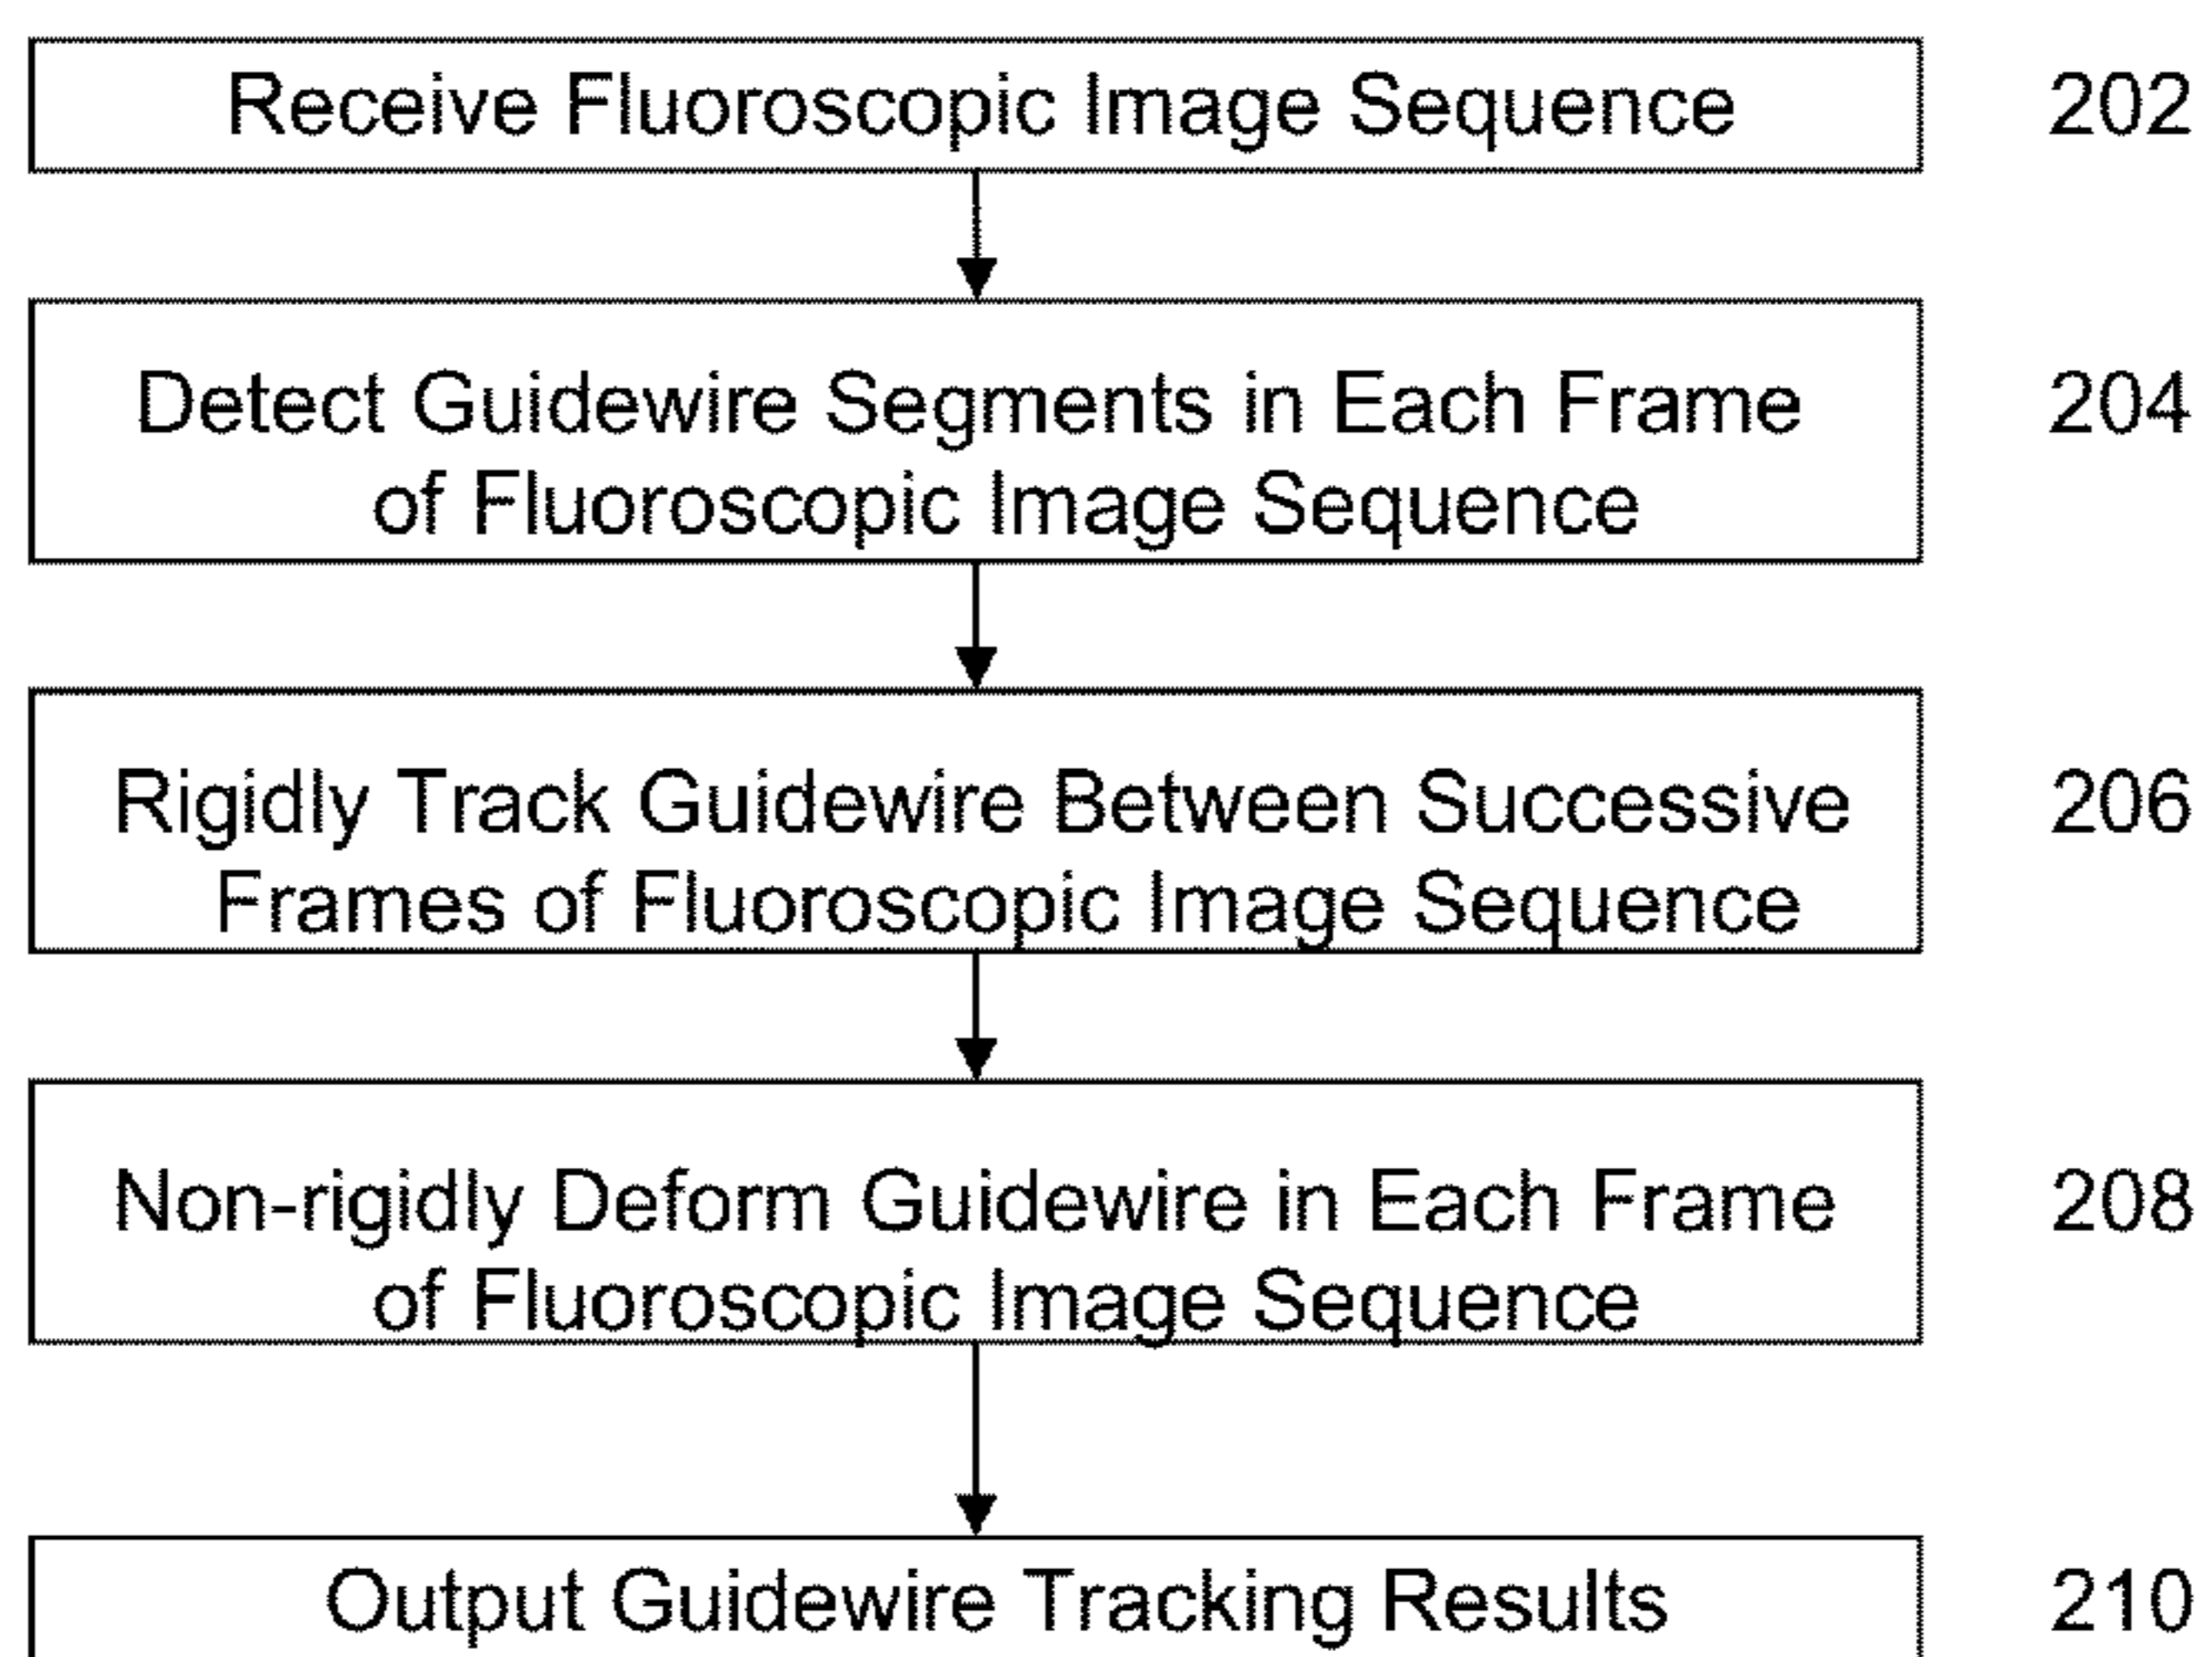 Receive Fluoroscopic Image Sequence 202
Detect Guidewire Segments in Each Frame 204
of Fluoroscopic Image Sequence
Rigidly Track Guidewire Between Successive 206
Frames of Fluoroscopic Image Sequence
Non-rigidly Deform Guidewire in Each Frame 208
of Fluoroscopic Image Sequence
Output Guidewire Tracking Results 210